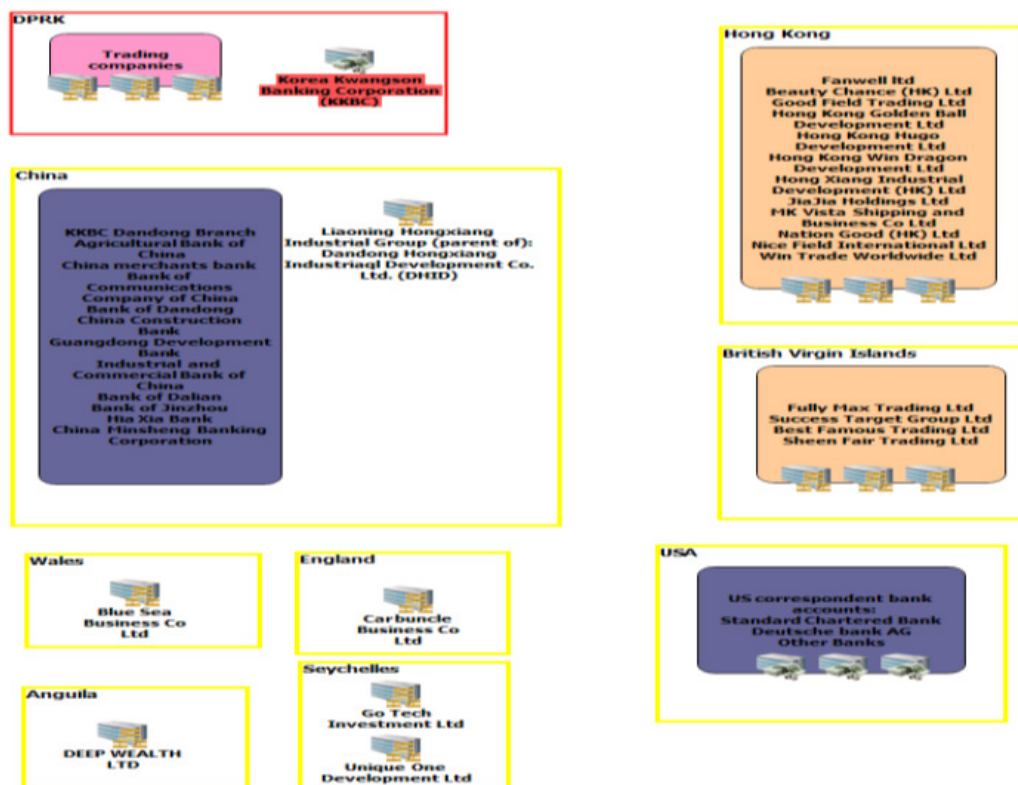 DPRK
Trading
companies
Korea Kwangson
Banking Corporation
(KKBC)
China
KKBC Dandong Branch
Agricultural Bank of
China
China merchants bank
Bank of
Communications
Company of China
Bank of Dandong
China Construction
Bank
Guangdong Development
Bank
Industrial and
Commercial Bank of
China
Bank of Dalian
Bank of Jinzhou
Hia Xia Bank
China Minsheng Banking
Corporation
Liaoning Hongxiang
Industrial Group (parent of):
Dandong Hongxiang
Industriaql Development Co.
Ltd. (DHID)
Hong Kong
Fanwell ltd
Beauty Chance (HK) Ltd
Good Field Trading Ltd
Hong Kong Golden Ball
Development Ltd
Hong Kong Hugo
Development Ltd
Hong Kong Win Dragon
Development Ltd
Hong Xiang Industrial
Development (HK) Ltd
JiaJia Holdings Ltd
MK Vista Shipping and
Business Co Ltd
Nation Good (HK) Ltd
Nice Field International Ltd
Win Trade Worldwide Ltd
British Virgin Islands
Fully Max Trading Ltd
Success Target Group Ltd
Best Famous Trading Ltd
Sheen Fair Trading Ltd
Wales
Blue Sea
Business Co
Ltd
England
Carbuncle
Business Co
Ltd
USA
US correspondent bank
accounts:
Standard Chartered Bank
Deutsche bank AG
Other Banks
Anguila
DEEP WEALTH
LTD
Seychelles
Go Tech
Investment Ltd
Unique One
Development Ltd